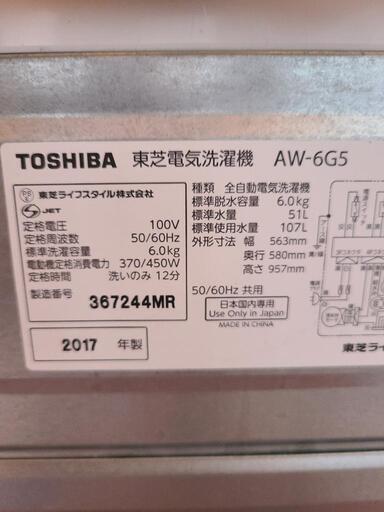 TOSHIBA 東芝電気洗濯機 AW-6G5
東芝ライフスタイル株式会社
JET
定格電圧 100V
定格周波数 50/60Hz
標準洗濯容量 6.0kg
電動機定格消費電力 370/450W
定格時間 洗いのみ 12分
製造番号 367244MR
2017 年製
種類 全自動電気洗濯機
標準脱水容量 6.0kg
標準水量 51L
標準使用水量 107L
外形寸法 幅 563mm
奥行 580mm
高さ 957mm
50/60Hz 共用
日本国内専用
Use only in Japan
MADE IN CHINA
東芝ライ